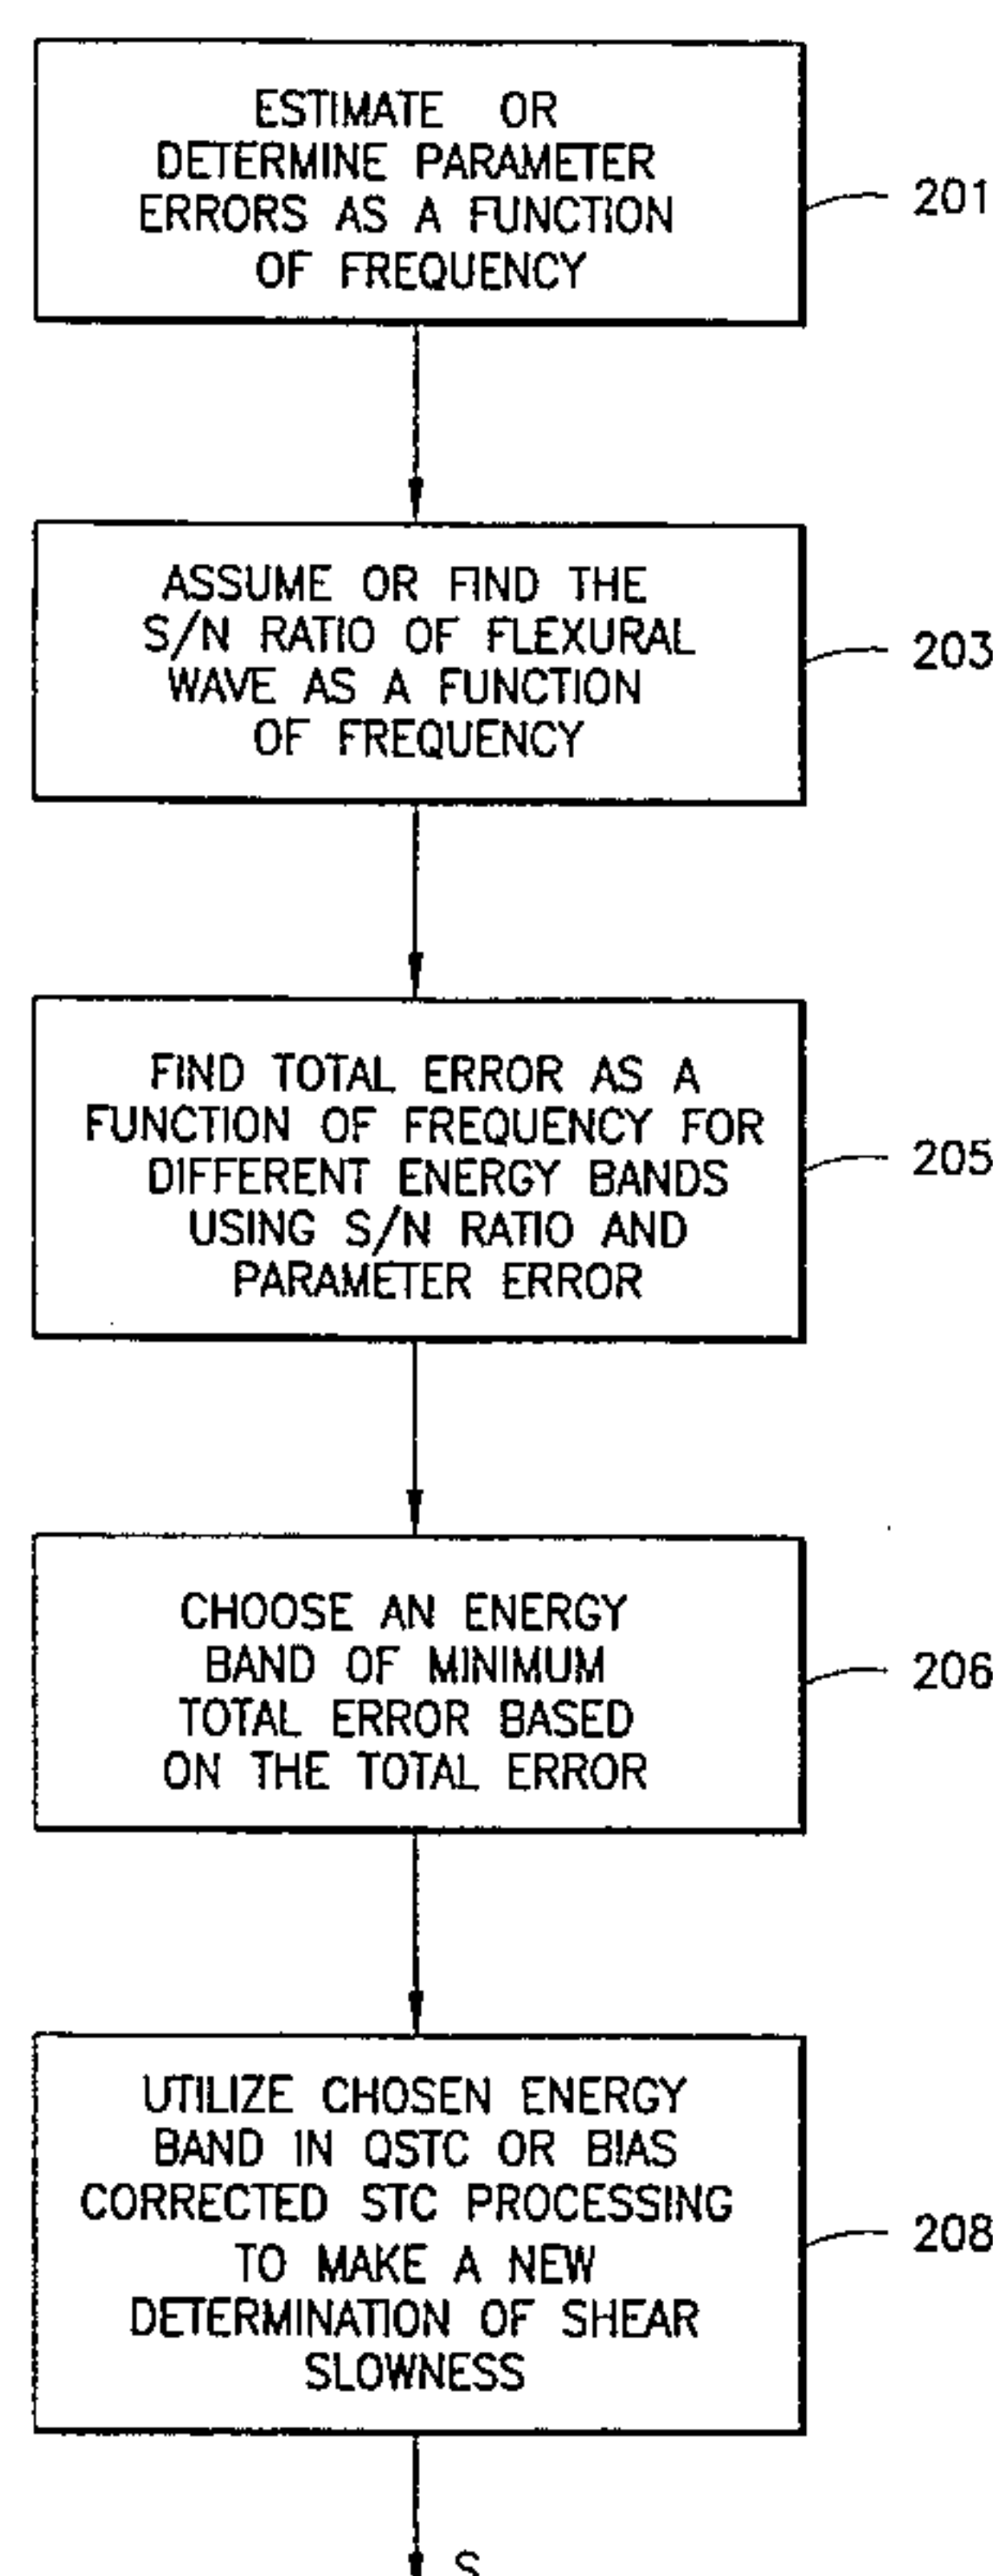 ESTIMATE OR
DETERMINE PARAMETER
ERRORS AS A FUNCTION
OF FREQUENCY
201
ASSUME OR FIND THE
S/N RATIO OF FLEXURAL
WAVE AS A FUNCTION
OF FREQUENCY
203
FIND TOTAL ERROR AS A
FUNCTION OF FREQUENCY FOR
DIFFERENT ENERGY BANDS
USING S/N RATIO AND
PARAMETER ERROR
205
CHOOSE AN ENERGY
BAND OF MINIMUM
TOTAL ERROR BASED
ON THE TOTAL ERROR
206
UTILIZE CHOSEN ENERGY
BAND IN QSTC OR BIAS
CORRECTED STC PROCESSING
TO MAKE A NEW
DETERMINATION OF SHEAR
SLOWNESS
208
S